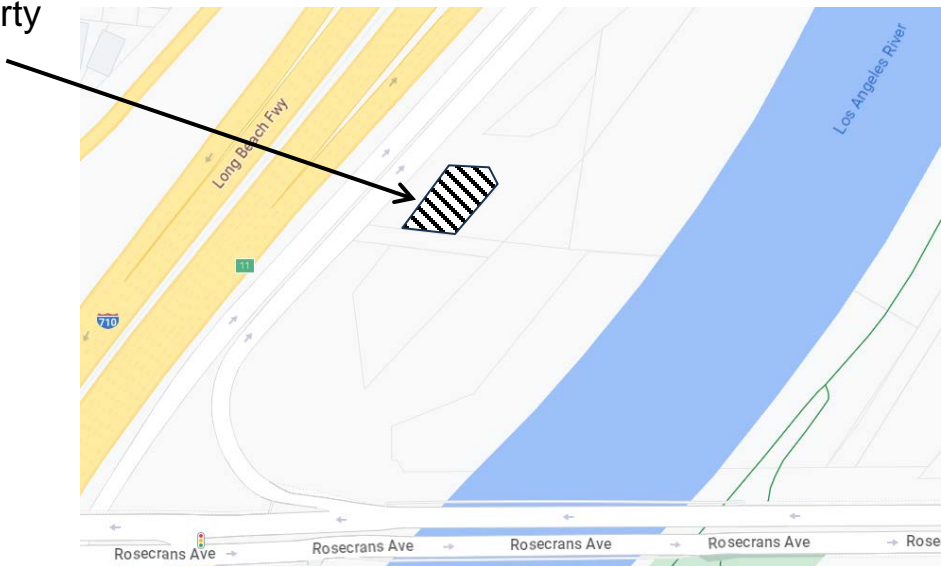 rty
Los Angeles River
Long Beach Fwy
11
710
Rosecrans Ave
Rosecrans Ave
Rosecrans Ave
Rosecrans Ave
Rose